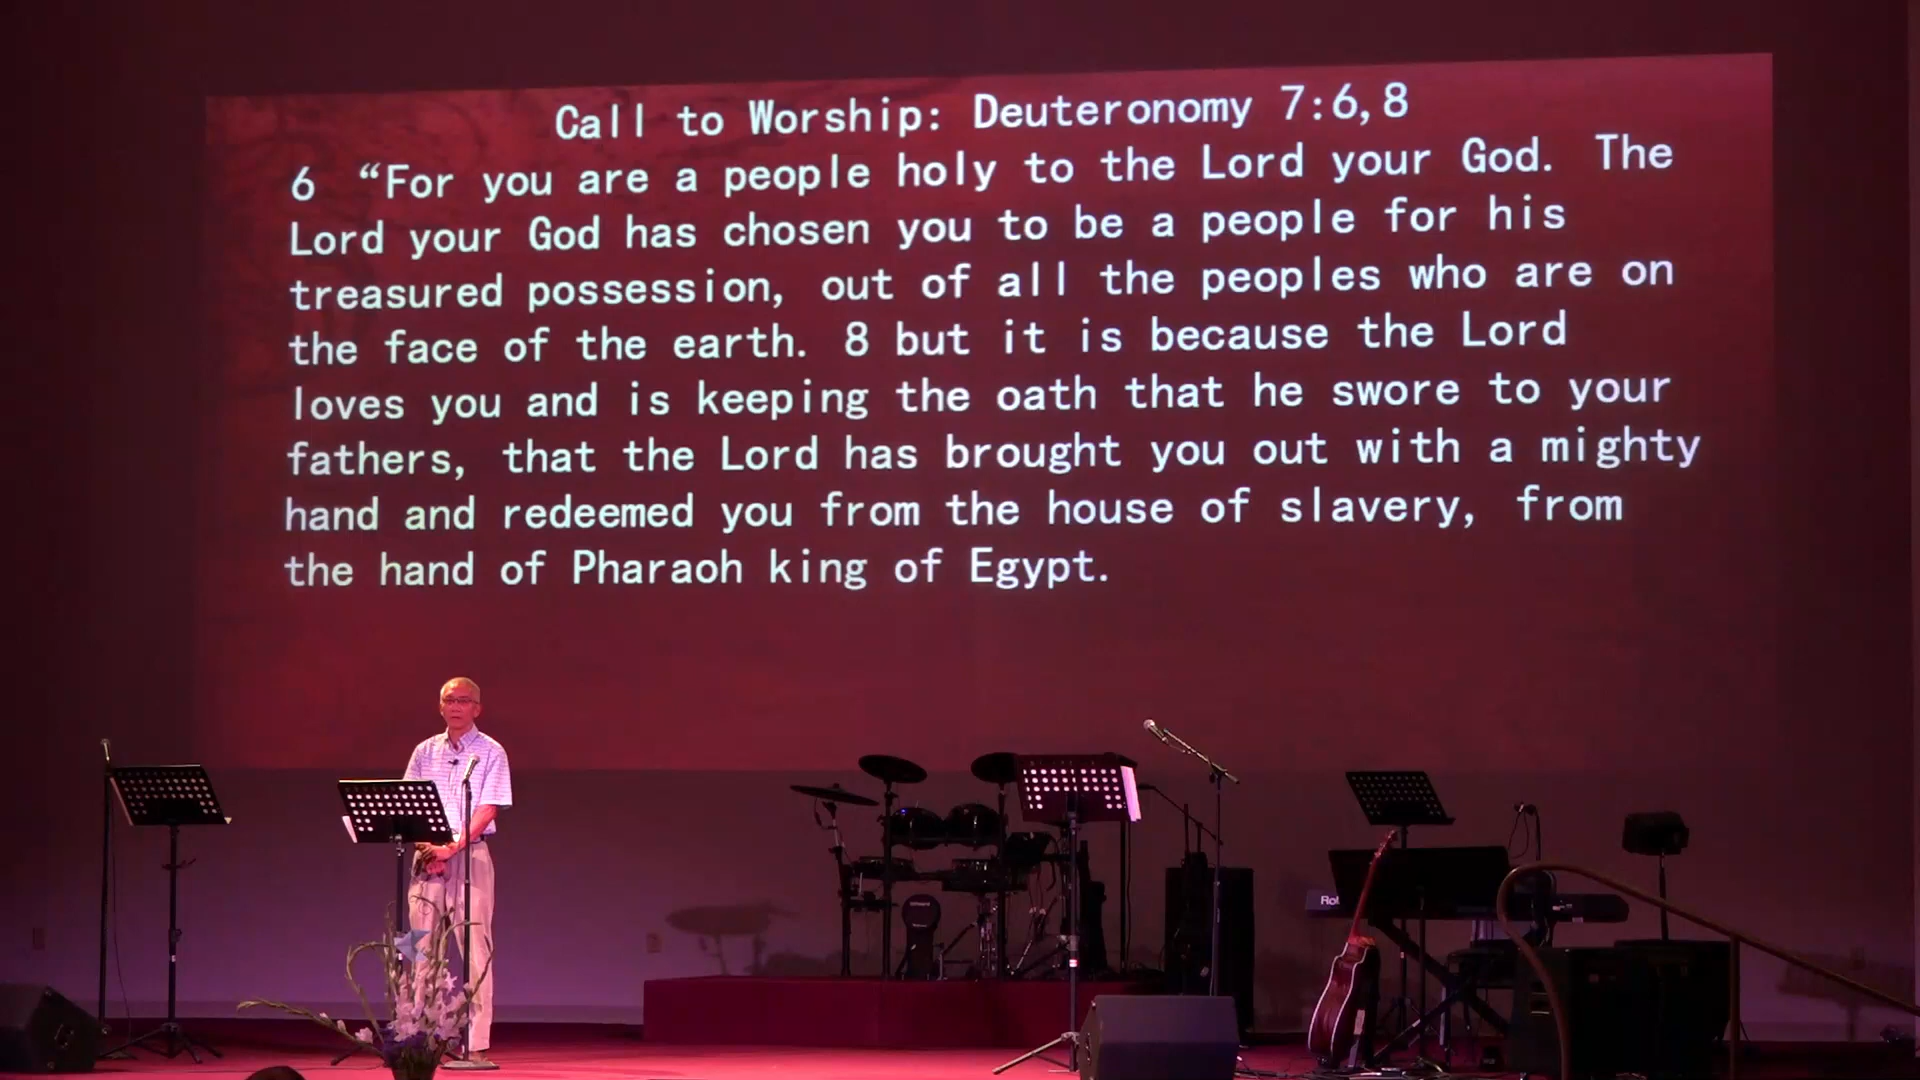 Call to Worship: Deuteronomy 7:6,8
6 “For you are a people holy to the Lord your God. The
Lord your God has chosen you to be a people for his
treasured possession, out of all the peoples who are on
the face of the earth. 8 but it is because the Lord
loves you and is keeping the oath that he swore to your
fathers, that the Lord has brought you out with a mighty
hand and redeemed you from the house of slavery, from
the hand of Pharaoh king of Egypt.